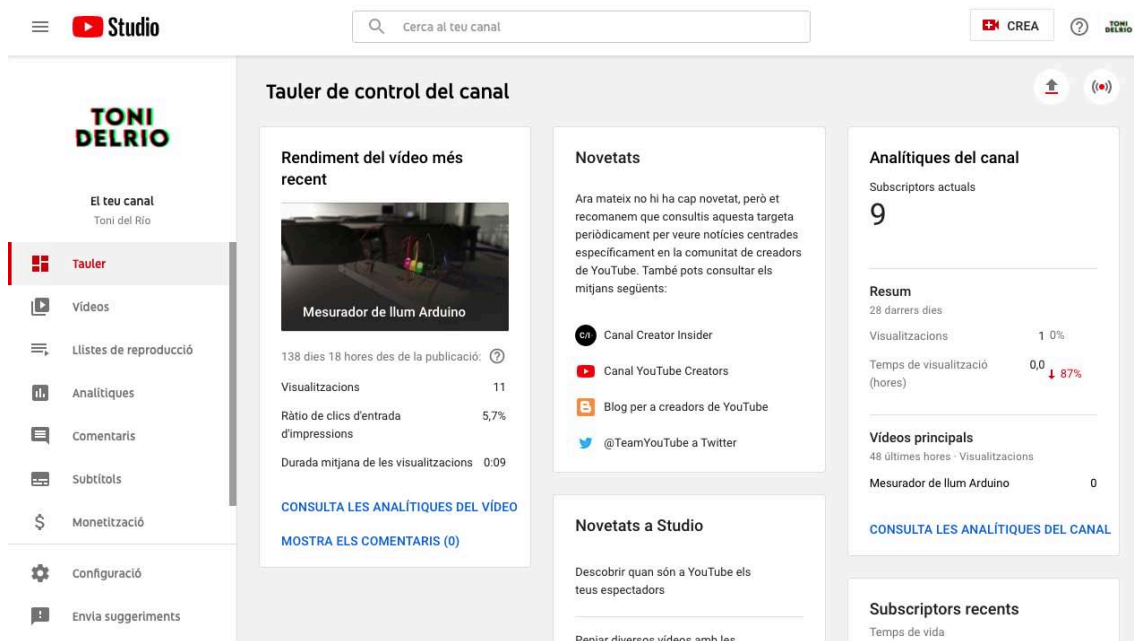 Studio
Cerca al teu canal
CREA
TONI
DELRIO
TONI
DELRIO
El teu canal
Toni del Río
Tauler
Vídeos
Llistes de reproducció
Analítiques
Comentaris
Subtítols
Monetització
Configuració
Envia suggeriments
Tauler de control del canal
Rendiment del vídeo més
recent
Mesurador de llum Arduino
138 dies 18 hores des de la publicació:
Visualitzacions 11
Ràtio de clics d'entrada 5,7%
d'impressions
Durada mitjana de les visualitzacions 0:09
CONSULTA LES ANALÍTIQUES DEL VÍDEO
MOSTRA ELS COMENTARIS (0)
Novetats
Ara mateix no hi ha cap novetat, però et
recomanem que consultis aquesta targeta
periòdicament per veure notícies centrades
específicament en la comunitat de creadors
de YouTube. També pots consultar els
mitjans següents:
C/I
Canal Creator Insider
Canal YouTube Creators
Blog per a creadors de YouTube
@TeamYouTube a Twitter
Novetats a Studio
Descobrir quan són a YouTube els
teus espectadors
Penjar diversos vídeos amb les
Analítiques del canal
Subscriptors actuals
9
Resum
28 darrers dies
Visualitzacions 1 0%
Temps de visualització 0,0 87%
(hores)
Vídeos principals
48 últimes hores · Visualitzacions
Mesurador de llum Arduino 0
CONSULTA LES ANALÍTIQUES DEL CANAL
Subscriptors recents
Temps de vida